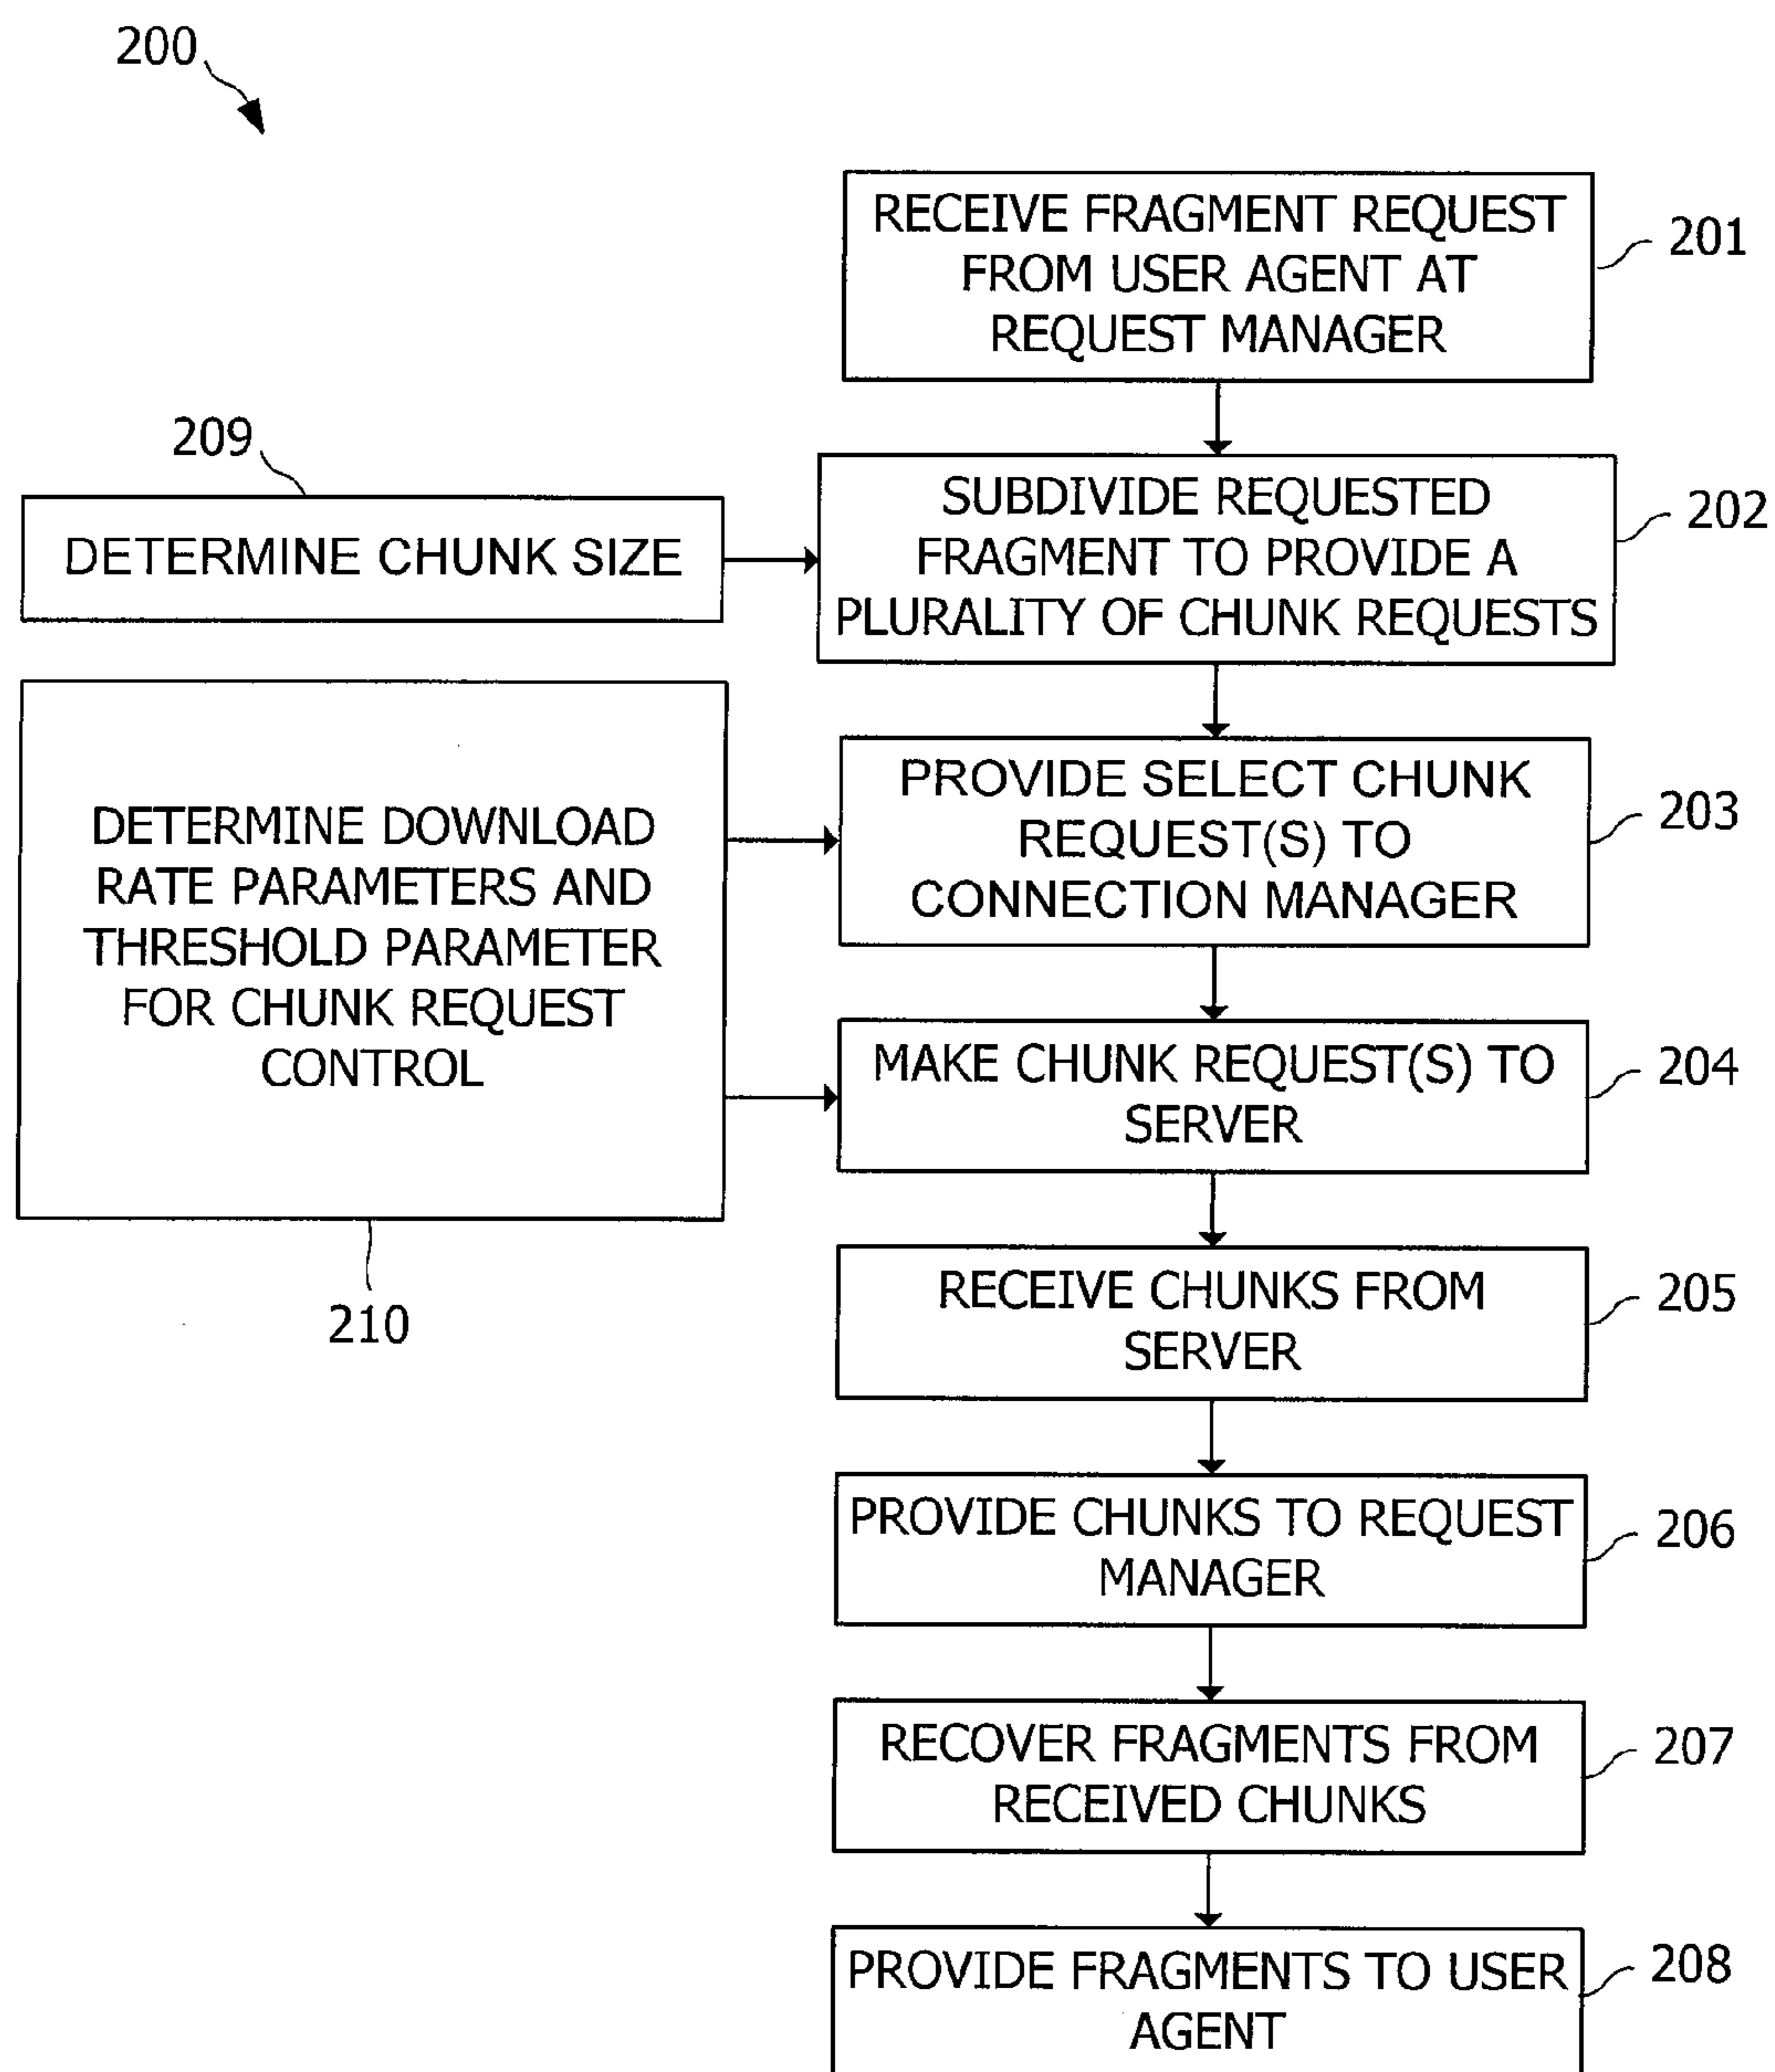 200
RECEIVE FRAGMENT REQUEST
FROM USER AGENT AT
REQUEST MANAGER
201
209
DETERMINE CHUNK SIZE
SUBDIVIDE REQUESTED
FRAGMENT TO PROVIDE A
PLURALITY OF CHUNK REQUESTS
202
DETERMINE DOWNLOAD
RATE PARAMETERS AND
THRESHOLD PARAMETER
FOR CHUNK REQUEST
CONTROL
210
PROVIDE SELECT CHUNK
REQUEST(S) TO
CONNECTION MANAGER
203
MAKE CHUNK REQUEST(S) TO
SERVER
204
RECEIVE CHUNKS FROM
SERVER
205
PROVIDE CHUNKS TO REQUEST
MANAGER
206
RECOVER FRAGMENTS FROM
RECEIVED CHUNKS
207
PROVIDE FRAGMENTS TO USER
AGENT
208